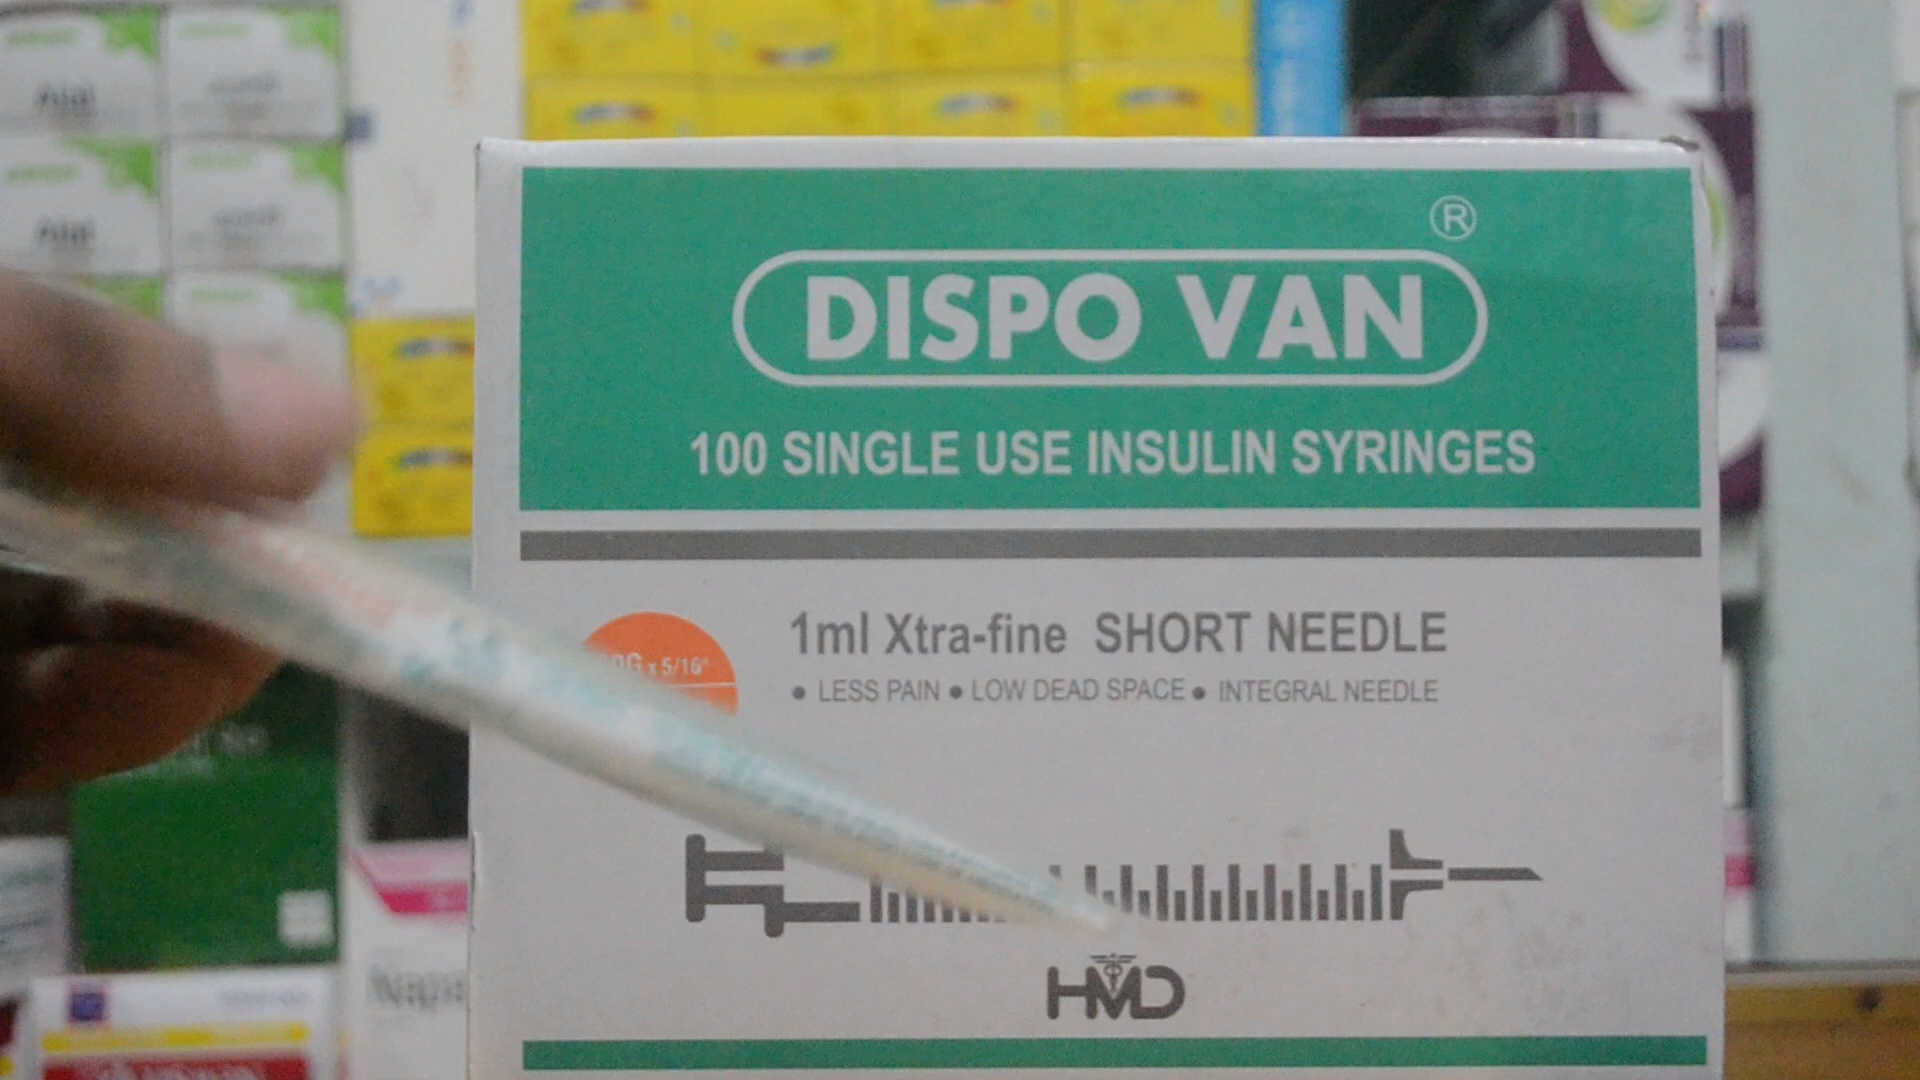 ®
DISPO VAN
100 SINGLE USE INSULIN SYRINGES
1ml Xtra-fine SHORT NEEDLE
• LESS PAIN • LOW DEAD SPACE • INTEGRAL NEEDLE
x 5/16"
HMD